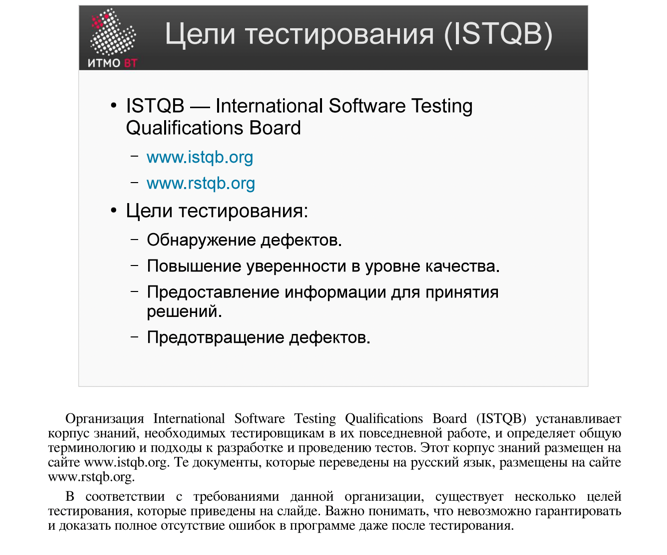 ИТМО ВТ
Цели тестирования (ISTQB)
• ISTQB — International Software Testing
Qualifications Board
– www.istqb.org
– www.rstqb.org
• Цели тестирования:
– Обнаружение дефектов.
– Повышение уверенности в уровне качества.
– Предоставление информации для принятия
решений.
– Предотвращение дефектов.
Организация International Software Testing Qualifications Board (ISTQB) устанавливает
корпус знаний, необходимых тестировщикам в их повседневной работе, и определяет общую
терминологию и подходы к разработке и проведению тестов. Этот корпус знаний размещен на
сайте www.istqb.org. Те документы, которые переведены на русский язык, размещены на сайте
www.rstqb.org.
В соответствии с требованиями данной организации, существует несколько целей
тестирования, которые приведены на слайде. Важно понимать, что невозможно гарантировать
и доказать полное отсутствие ошибок в программе даже после тестирования.